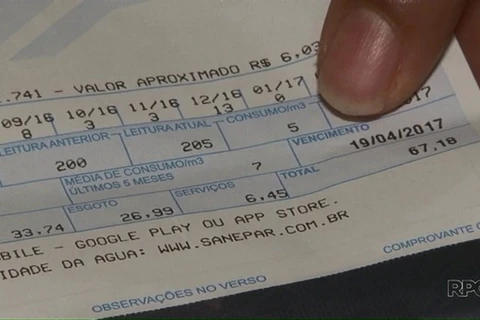 .741 - VALOR APROXIMADO R$ 6,03
09/16 10/16 11/16 12/16 01/17
8 3 3 13 0
LEITURA ANTERIOR LEITURA ATUAL CONSUMO/m3 017
200 205 5 VENCIMENTO
MÉDIA DE CONSUMO/m3 19/04/2017
ÚLTIMOS 5 MESES 7
ESGOTO SERVIÇOS TOTAL 67.18
33.74 26.99 6.45
BILE - GOOGLE PLAY OU APP STORE.
IDADE DA AGUA: WWW.SANEPAR.COM.BR
OBSERVAÇÕES NO VERSO
COMPROVANTE
RPC